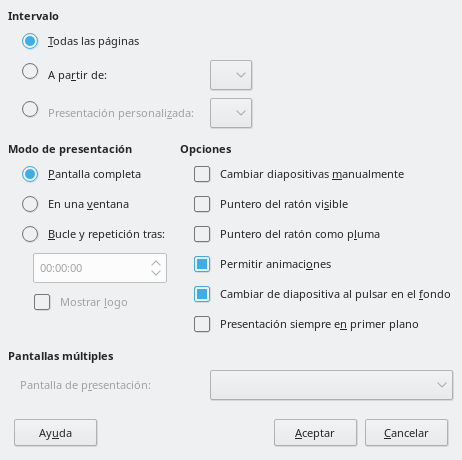 Intervalo
Todas las páginas
A partir de:
Presentación personalizada:
Modo de presentación
Pantalla completa
En una ventana
Bucle y repetición tras:
00:00:00
Mostrar logo
Opciones
Cambiar diapositivas manualmente
Puntero del ratón visible
Puntero del ratón como pluma
Permitir animaciones
Cambiar de diapositiva al pulsar en el fondo
Presentación siempre en primer plano
Pantallas múltiples
Pantalla de presentación:
Ayuda
Aceptar
Cancelar